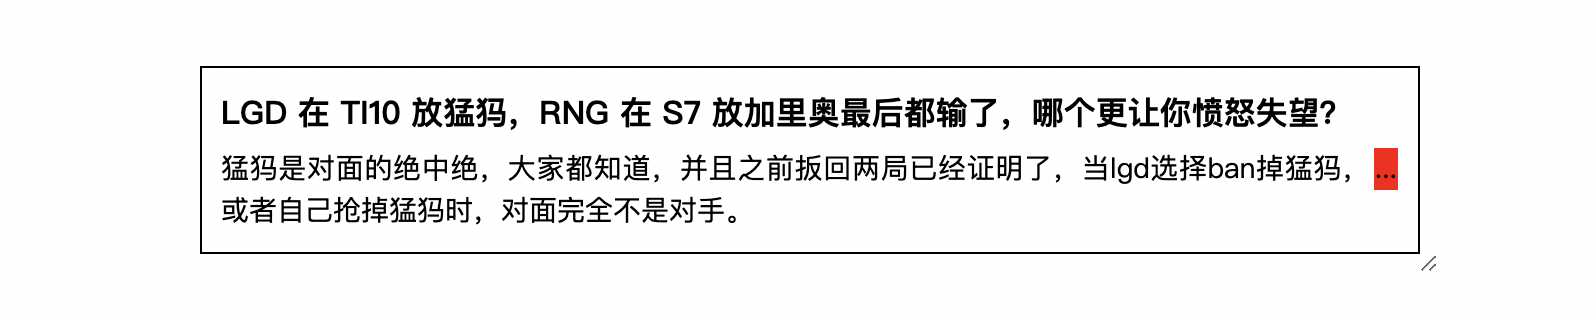 LGD 在 TI10 放猛犸，RNG 在 S7 放加里奥最后都输了，哪个更让你愤怒失望？
猛犸是对面的绝中绝，大家都知道，并且之前扳回两局已经证明了，当lgd选择ban掉猛犸， ...
或者自己抢掉猛犸时，对面完全不是对手。